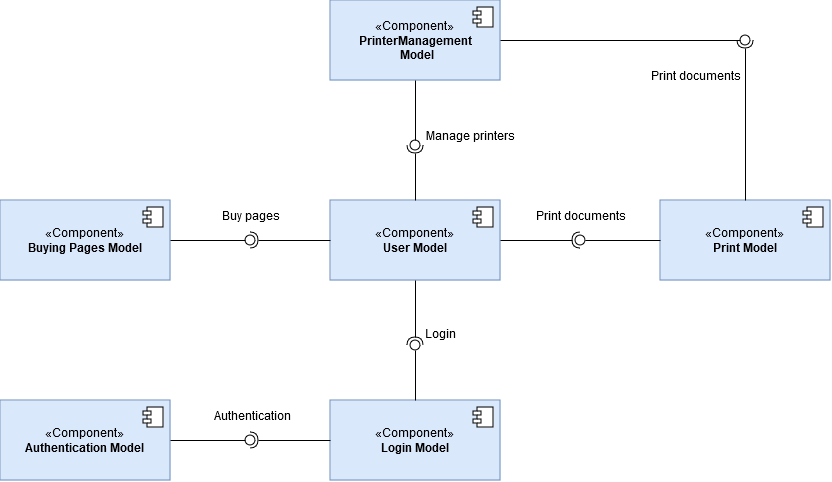 «Component»
PrinterManagement
Model
Print documents
Manage printers
«Component»
Buying Pages Model
Buy pages
«Component»
User Model
Print documents
«Component»
Print Model
Login
«Component»
Authentication Model
Authentication
«Component»
Login Model